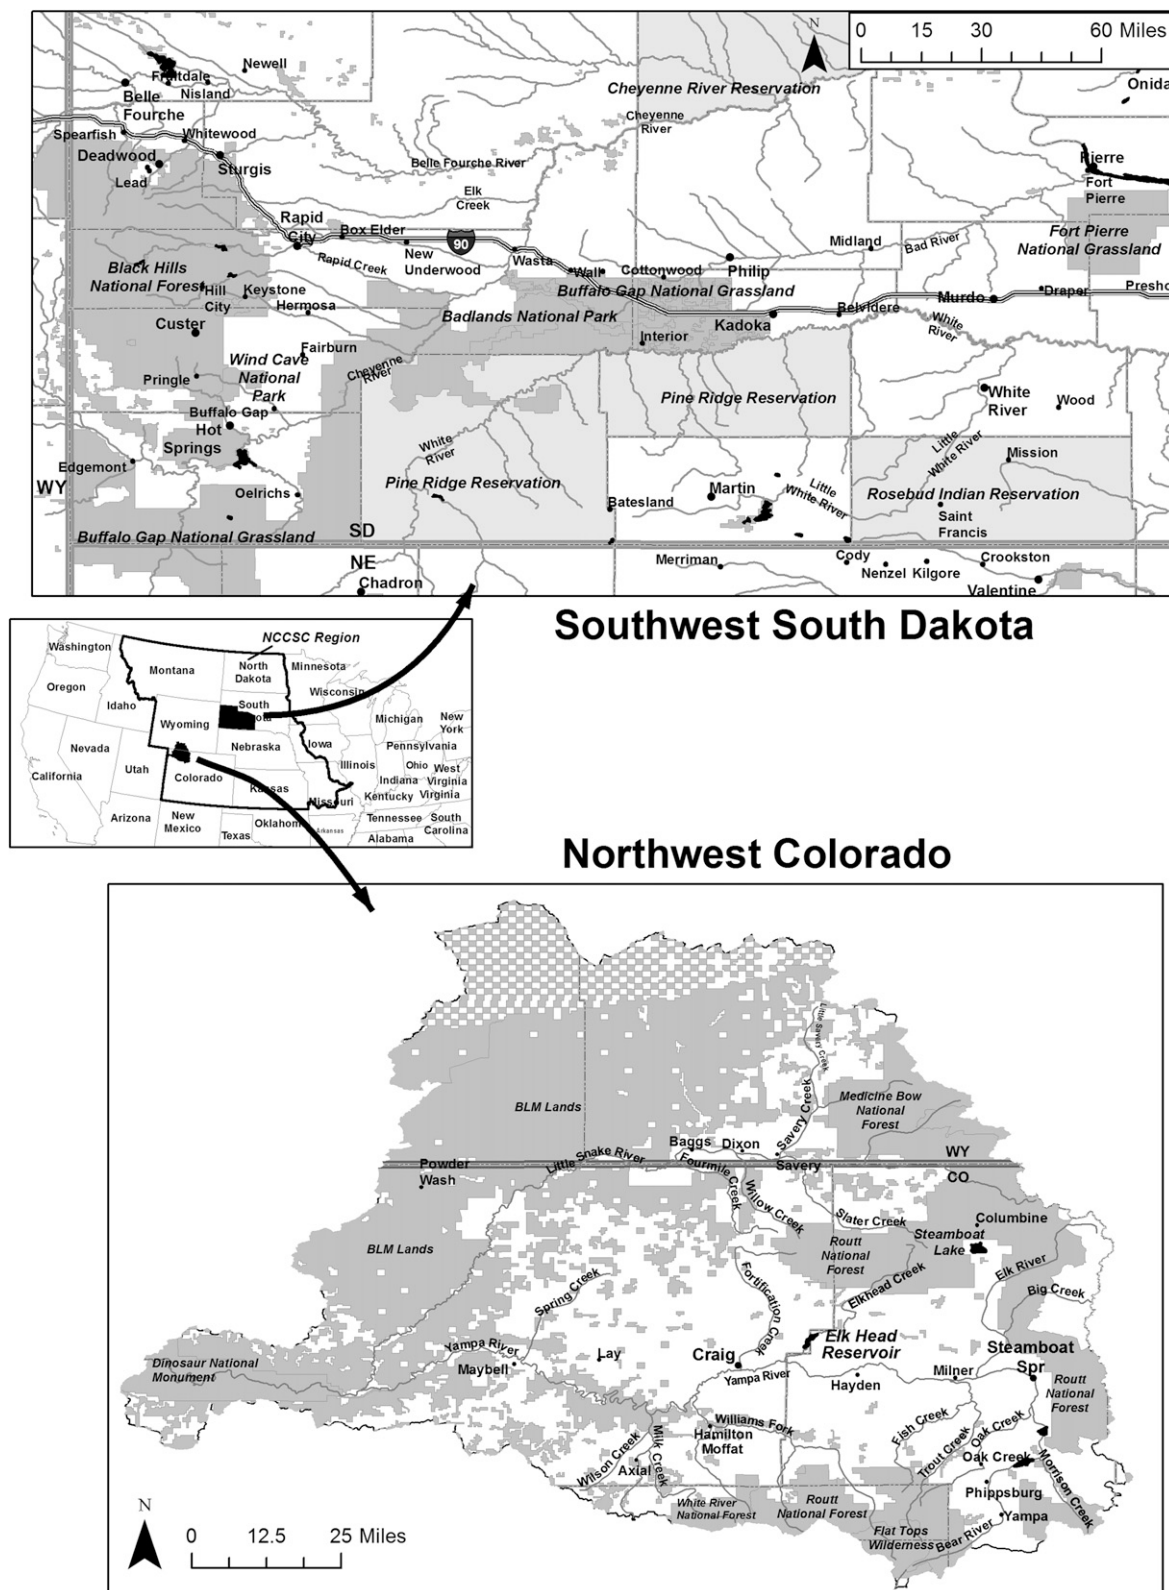 N
0 15 30 60 Miles
Newell
Fruitdale
Nisland
Belle
Fourche
Cheyenne River Reservation
Onida
Cheyenne
River
Spearfish
Whitewood
Deadwood
Sturgis
Lead
Belle Fourche River
Pierre
Fort
Pierre
Elk
Creek
Rapid
City
Box Elder
90
New
Underwood
Rapid Creek
Wasta
Wall
Cottonwood
Philip
Midland
Bad River
Fort Pierre
National Grassland
Black Hills
National Forest
Hill
City
Keystone
Hermosa
Buffalo Gap National Grassland
Badlands National Park
Murdo
Draper
Presho
Custer
Kadoka
Belvidere
White
River
Interior
Fairburn
Wind Cave
National
Park
Cheyenne
River
Pringle
Buffalo Gap
Hot
Springs
Pine Ridge Reservation
White
River
Wood
Edgemont
White
River
Little
White River
Mission
WY
Oelrichs
Pine Ridge Reservation
Batesland
Martin
Little
White River
Rosebud Indian Reservation
Saint
Francis
Buffalo Gap National Grassland
SD
NE
Chadron
Merriman
Cody
Nenzel
Kilgore
Crookston
Valentine
Southwest South Dakota
NCCSC Region
Washington
Montana
North
Dakota
Minnesota
Oregon
Idaho
South
Wisconsin
Wyoming
Michigan
New
York
Nevada
Nebraska
Iowa
Pennsylvania
California
Utah
Colorado
Illinois
Ohio
West
Virginia
Indiana
Kansas
Missouri
Kentucky
Virginia
Arizona
New
Mexico
Texas
Oklahom
Arkansas
Tennessee
South
Carolina
Alabama
Northwest Colorado
Little Savery Creek
BLM Lands
Medicine Bow
National
Forest
Savery Creek
Baggs
Dixon
Savery
WY
CO
Powder
Wash
Little Snake River
Fourmile
Creek
Willow Creek
Slater Creek
Columbine
Steamboat
Lake
BLM Lands
Routt
National
Forest
Elk River
Big Creek
Spring Creek
Fortification Creek
Elkhead Creek
Elk Head
Reservoir
Steamboat
Spr
Dinosaur National
Monument
Yampa River
Maybell
Lay
Craig
Yampa River
Hayden
Milner
Routt
National
Forest
Williams Fork
Hamilton
Moffat
Fish Creek
Trout Creek
Oak Creek
Oak Creek
Wilson Creek
Milk Creek
Axial
Morrison Creek
Phippsburg
Yampa
White River
National Forest
Routt
National Forest
Flat Tops
Wilderness
Bear River
N
0 12.5 25 Miles